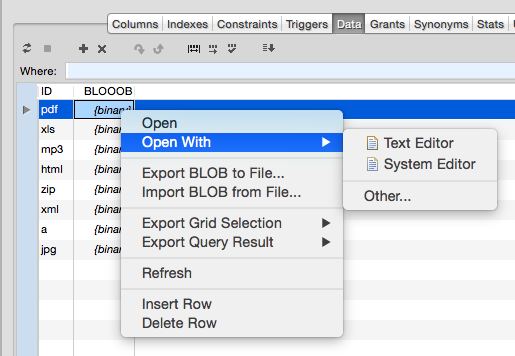 Columns Indexes Constraints Triggers Data Grants Synonyms Stats
Where:
ID BLOOOB
pdf {binary}
xls {binar
mp3 {binar
html {binar
zip {binar
xml {binar
a {binar
jpg {binar
Open
Open With
Export BLOB to File...
Import BLOB from File...
Export Grid Selection
Export Query Result
Refresh
Insert Row
Delete Row
Text Editor
System Editor
Other...